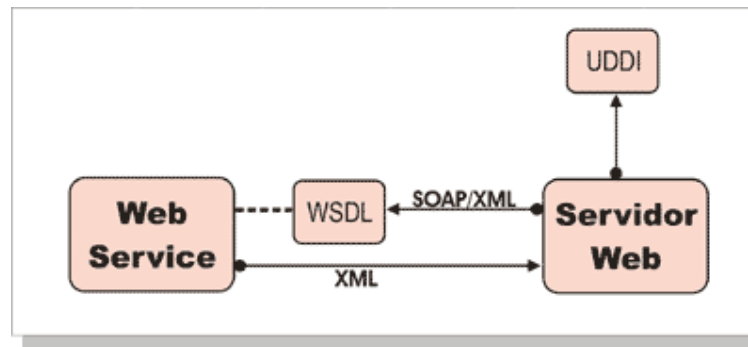 UDDI
Web
Service
WSDL
SOAP/XML
Servidor
Web
XML